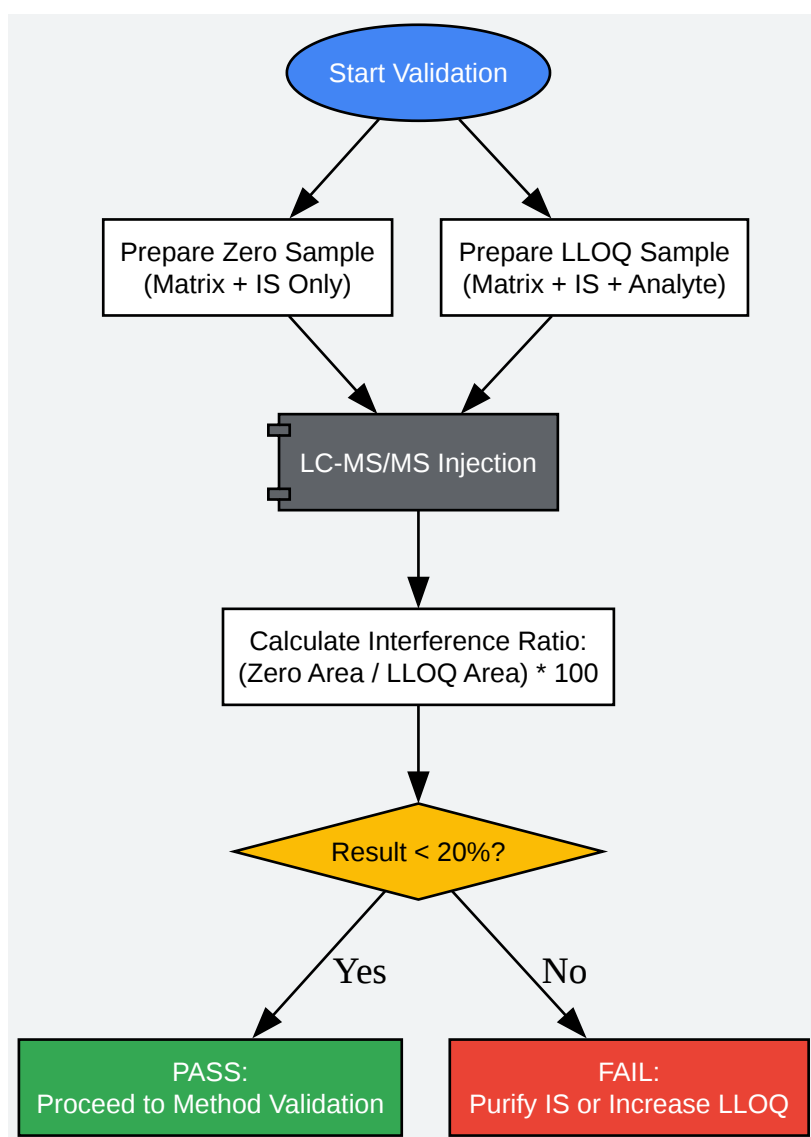 Start Validation
Prepare Zero Sample
(Matrix + IS Only)
Prepare LLOQ Sample
(Matrix + IS + Analyte)
LC-MS/MS Injection
Calculate Interference Ratio:
(Zero Area / LLOQ Area) * 100
Result < 20%?
Yes
No
PASS:
Proceed to Method Validation
FAIL:
Purify IS or Increase LLOQ